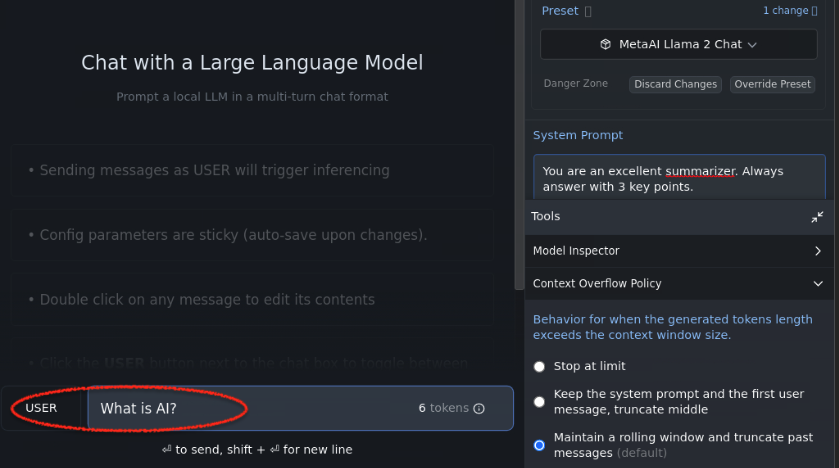 Chat with a Large Language Model
Prompt a local LLM in a multi-turn chat format
• Sending messages as USER will trigger inferencing
• Config parameters are sticky (auto-save upon changes).
• Double click on any message to edit its contents
• Click the USER button next to the chat box to toggle between
USER
What is AI?
6 tokens
⏎ to send, shift + ⏎ for new line
Preset
1 change
MetaAI Llama 2 Chat
Danger Zone
Discard Changes
Override Preset
System Prompt
You are an excellent summarizer. Always
answer with 3 key points.
Tools
Model Inspector
Context Overflow Policy
Behavior for when the generated tokens length
exceeds the context window size.
Stop at limit
Keep the system prompt and the first user
message, truncate middle
Maintain a rolling window and truncate past
messages (default)